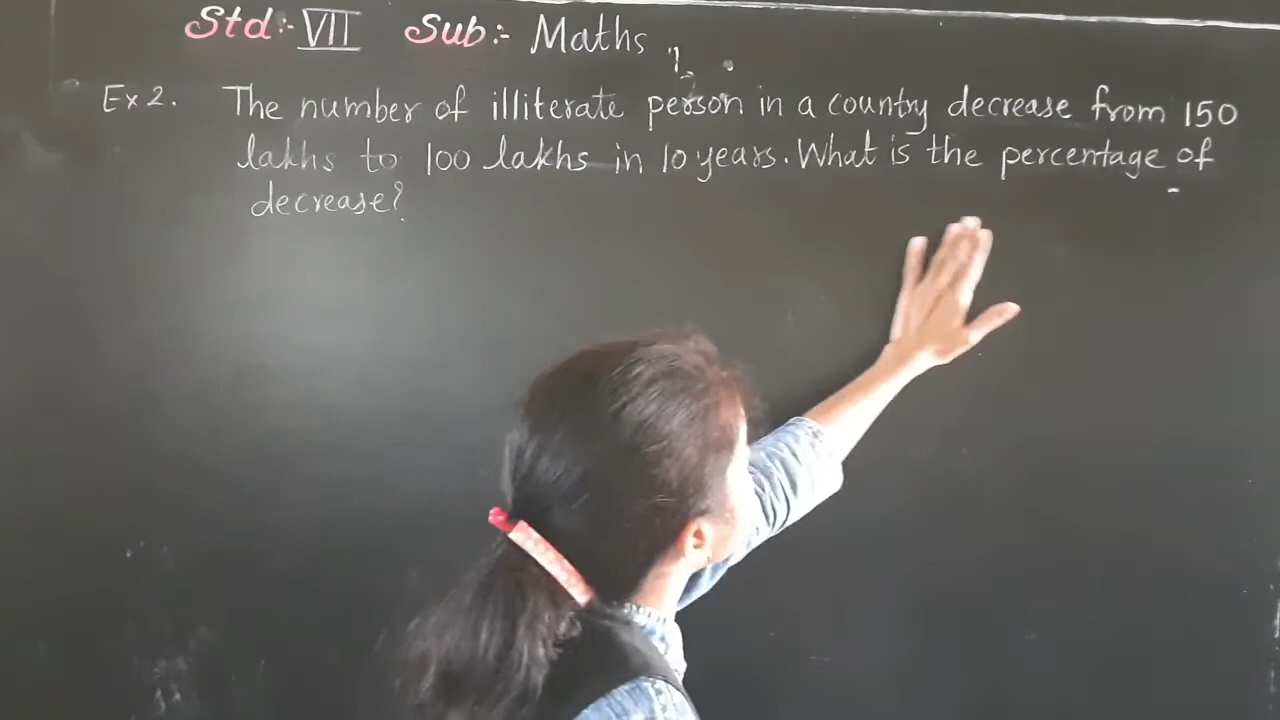 Std:- VII Sub:- Maths
Ex 2. The number of illiterate person in a country decrease from 150
lakhs to 100 lakhs in 10 years. What is the percentage of
decrease?